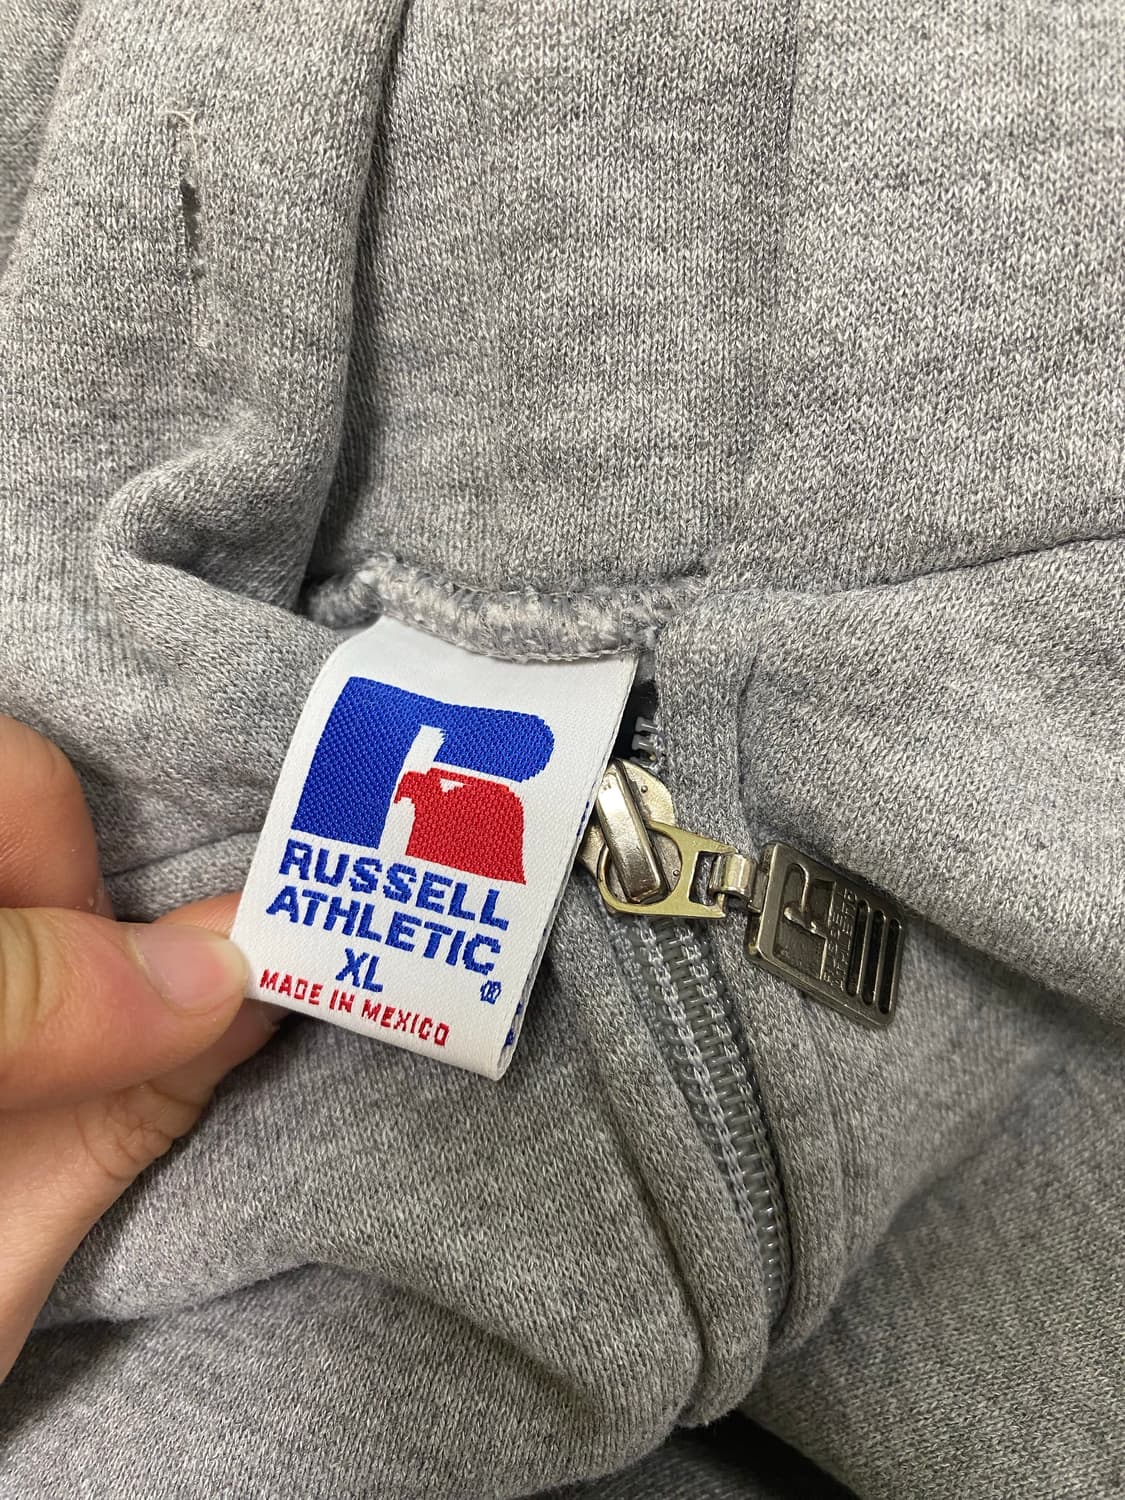 RUSSELL
ATHLETIC
XL
®
MADE IN MEXICO